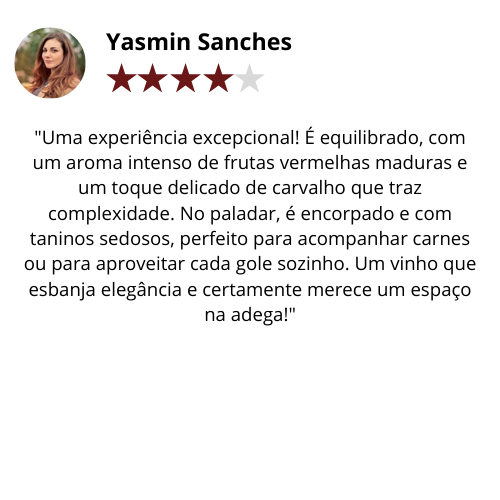 Yasmin Sanches
"Uma experiência excepcional! É equilibrado, com
um aroma intenso de frutas vermelhas maduras e
um toque delicado de carvalho que traz
complexidade. No paladar, é encorpado e com
taninos sedosos, perfeito para acompanhar carnes
ou para aproveitar cada gole sozinho. Um vinho que
esbanja elegância e certamente merece um espaço
na adega!"